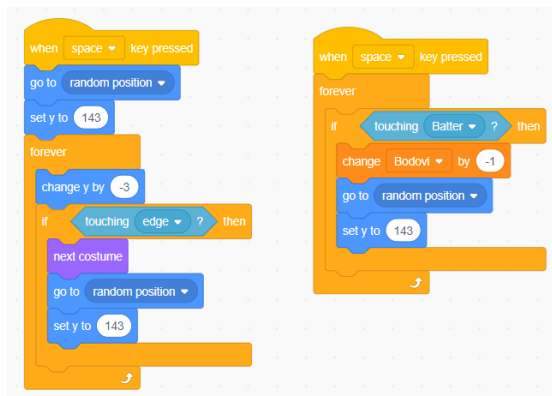 when space key pressed
go to random position
set y to 143
forever
change y by -3
if touching edge ? then
next costume
go to random position
set y to 143
when space key pressed
forever
if touching Batter ? then
change Bodovi by -1
go to random position
set y to 143